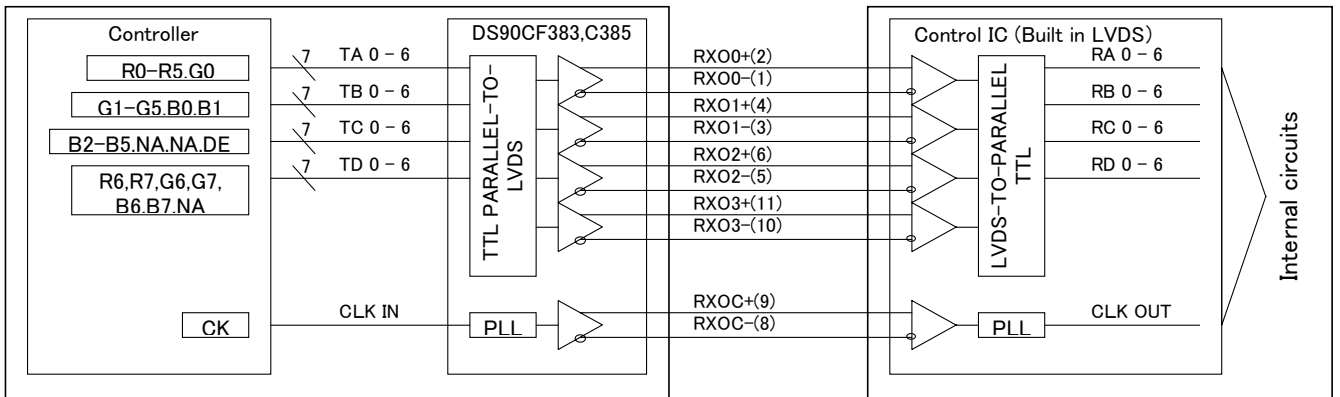 Controller
R0-R5.G0
G1-G5.B0.B1
B2-B5.NA.NA.DE
R6,R7,G6,G7,
B6.B7.NA
CK
7
TA 0 - 6
7
TB 0 - 6
7
TC 0 - 6
7
TD 0 - 6
CLK IN
DS90CF383,C385
TTL PARALLEL-TO-
LVDS
PLL
RXO0+(2)
RXO0-(1)
RXO1+(4)
RXO1-(3)
RXO2+(6)
RXO2-(5)
RXO3+(11)
RXO3-(10)
RXOC+(9)
RXOC-(8)
Control IC (Built in LVDS)
LVDS-TO-PARALLEL
TTL
PLL
RA 0 - 6
RB 0 - 6
RC 0 - 6
RD 0 - 6
CLK OUT
Internal circuits